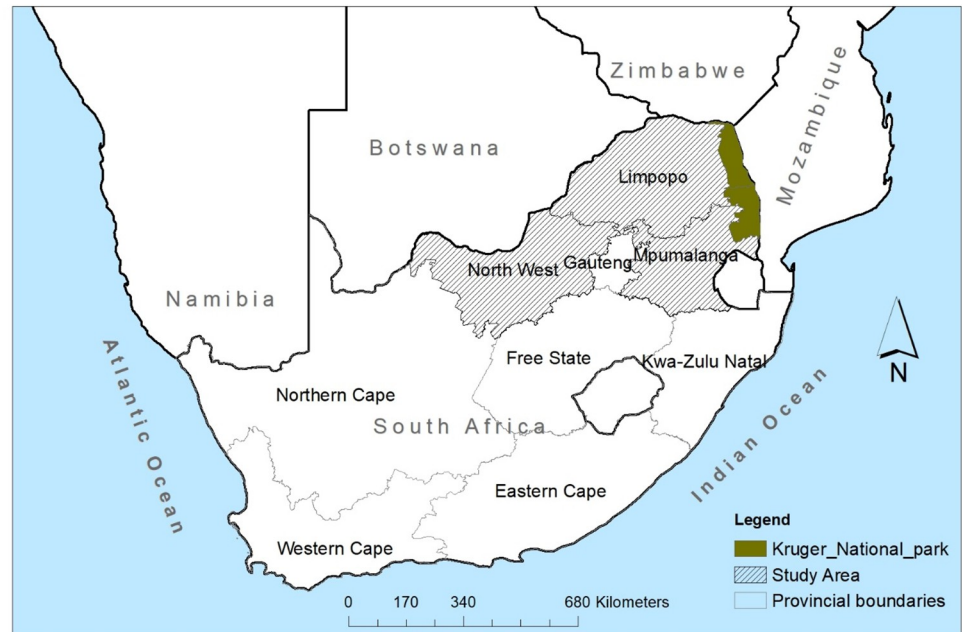 Zimbabwe
Mozambique
Botswana
Limpopo
North West
Gauteng
Mpumalanga
Namibia
Atlantic Ocean
Free State
Kwa-Zulu Natal
Northern Cape
South Africa
Indian Ocean
N
Eastern Cape
Western Cape
Legend
Kruger_National_park
Study Area
Provincial boundaries
0 170 340 680 Kilometers